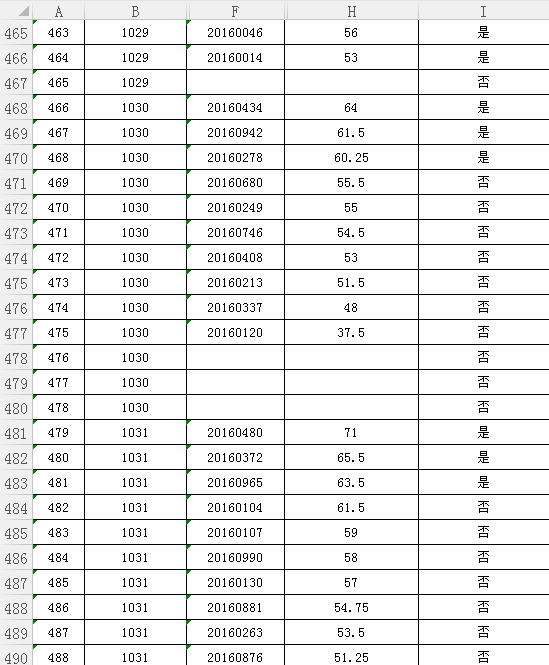 A B F H I
465 463 1029 20160046 56 是
466 464 1029 20160014 53 是
467 465 1029 否
468 466 1030 20160434 64 是
469 467 1030 20160942 61.5 是
470 468 1030 20160278 60.25 是
471 469 1030 20160680 55.5 否
472 470 1030 20160249 55 否
473 471 1030 20160746 54.5 否
474 472 1030 20160408 53 否
475 473 1030 20160213 51.5 否
476 474 1030 20160337 48 否
477 475 1030 20160120 37.5 否
478 476 1030 否
479 477 1030 否
480 478 1030 否
481 479 1031 20160480 71 是
482 480 1031 20160372 65.5 是
483 481 1031 20160965 63.5 是
484 482 1031 20160104 61.5 否
485 483 1031 20160107 59 否
486 484 1031 20160990 58 否
487 485 1031 20160130 57 否
488 486 1031 20160881 54.75 否
489 487 1031 20160263 53.5 否
490 488 1031 20160876 51.25 否